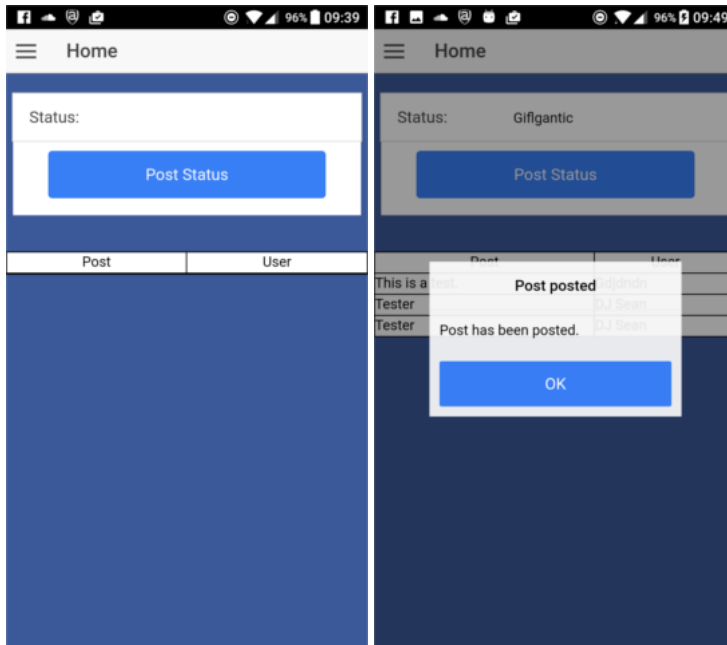 96% 09:39
Home
Status:
Post Status
Post User
96% 09:49
Home
Status: Giflgantic
Post Status
Post User
This is a test. Gdjdndn
Tester DJ Sean
Tester DJ Sean
Post posted
Post has been posted.
OK